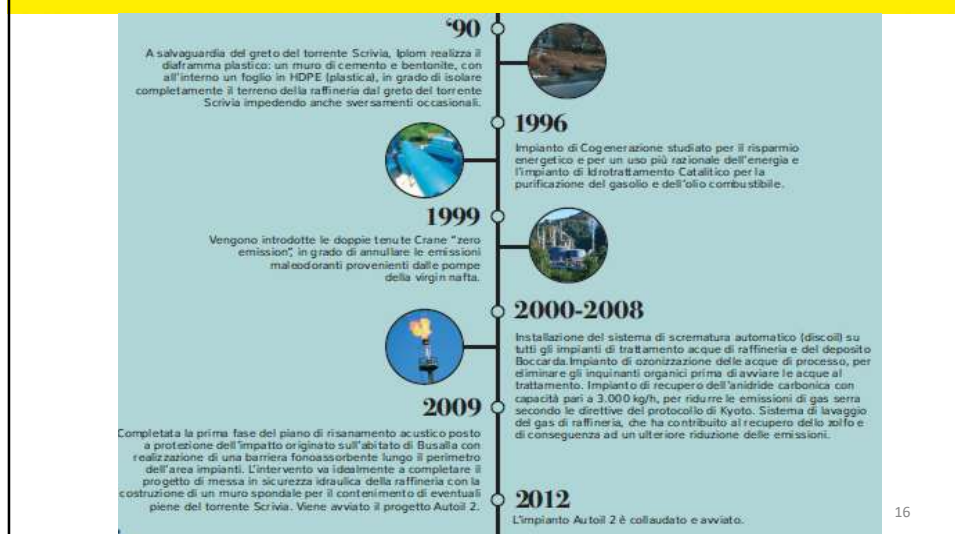 ‘90
A salvaguardia del greto del torrente Scrivia, Iplom realizza il
diaframma plastico: un muro di cemento e bentonite, con
all’interno un foglio in HDPE (plastica), in grado di isolare
completamente il terreno della raffineria dal greto del torrente
Scrivia impedendo anche sversamenti occasionali.
1996
Impianto di Cogenerazione studiato per il risparmio
energetico e per un uso più razionale dell’energia e
l’impianto di Idrotrattamento Catalitico per la
purificazione del gasolio e dell’olio combustibile.
1999
Vengono introdotte le doppie tenute Crane “zero
emission”, in grado di annullare le emissioni
maleodoranti provenienti dalle pompe
della virgin nafta.
2000-2008
Installazione del sistema di scrematura automatico (discoil) su
tutti gli impianti di trattamento acque di raffineria e del deposito
Boccarda.Impianto di ozonizzazione delle acque di processo, per
eliminare gli inquinanti organici prima di avviare le acque al
trattamento. Impianto di recupero dell’anidride carbonica con
capacità pari a 3.000 kg/h, per ridurre le emissioni di gas serra
secondo le direttive del protocollo di Kyoto. Sistema di lavaggio
del gas di raffineria, che ha contribuito al recupero dello zolfo e
di conseguenza ad un ulteriore riduzione delle emissioni.
2009
Completata la prima fase del piano di risanamento acustico posto
a protezione dell’impatto originato sull’abitato di Busalla con
realizzazione di una barriera fonoassorbente lungo il perimetro
dell’area impianti. L’intervento va idealmente a completare il
progetto di messa in sicurezza idraulica della raffineria con la
costruzione di un muro spondale per il contenimento di eventuali
piene del torrente Scrivia. Viene avviato il progetto Autoil 2.
2012
L’impianto Autoil 2 è collaudato e avviato.
16